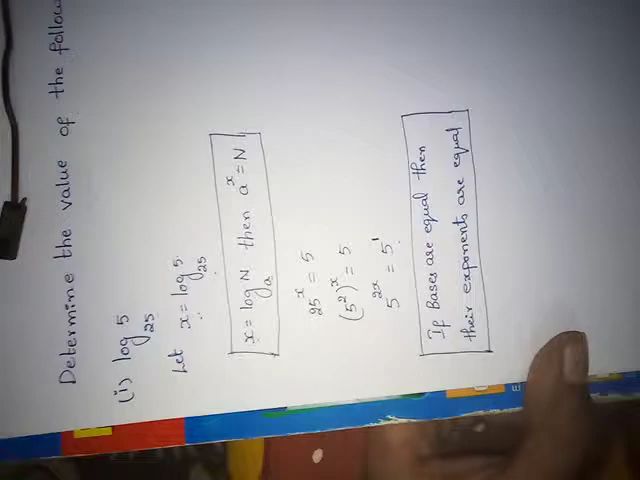 Determine the value of the follow
(i) log₂₅ 5
Let x = log₂₅ 5
x = logₐ N then aˣ = N
25ˣ = 5
(5²)ˣ = 5
5²ˣ = 5¹
If Bases are equal then
their exponents are equal